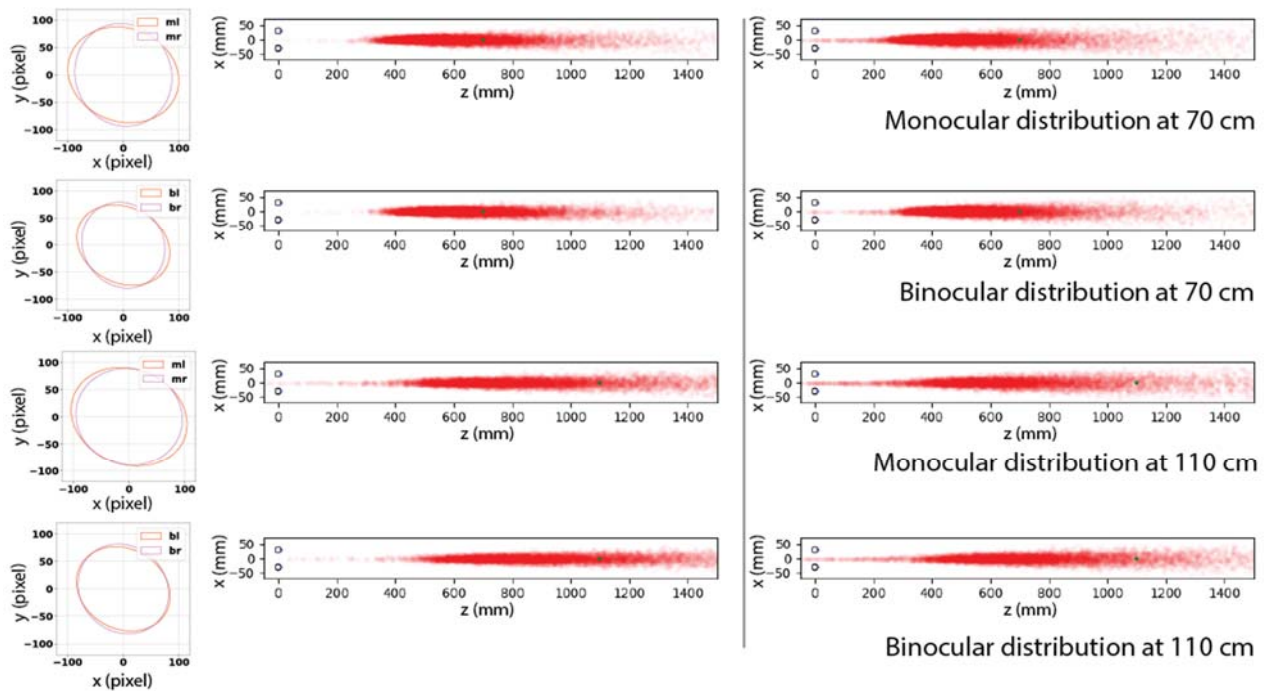 100
50
0
−50
−100
y (pixel)
ml
mr
−100 0 100
x (pixel)
50
0
−50
x (mm)
0 200 400 600 800 1000 1200 1400
z (mm)
50
0
−50
x (mm)
0 200 400 600 800 1000 1200 1400
z (mm)
Monocular distribution at 70 cm
100
50
0
−50
−100
y (pixel)
bl
br
−100 0 100
x (pixel)
50
0
−50
x (mm)
0 200 400 600 800 1000 1200 1400
z (mm)
50
0
−50
x (mm)
0 200 400 600 800 1000 1200 1400
z (mm)
Binocular distribution at 70 cm
100
50
0
−50
−100
y (pixel)
ml
mr
−100 0 100
x (pixel)
50
0
−50
x (mm)
0 200 400 600 800 1000 1200 1400
z (mm)
50
0
−50
x (mm)
0 200 400 600 800 1000 1200 1400
z (mm)
Monocular distribution at 110 cm
100
50
0
−50
−100
y (pixel)
bl
br
−100 0 100
x (pixel)
50
0
−50
x (mm)
0 200 400 600 800 1000 1200 1400
z (mm)
50
0
−50
x (mm)
0 200 400 600 800 1000 1200 1400
z (mm)
Binocular distribution at 110 cm